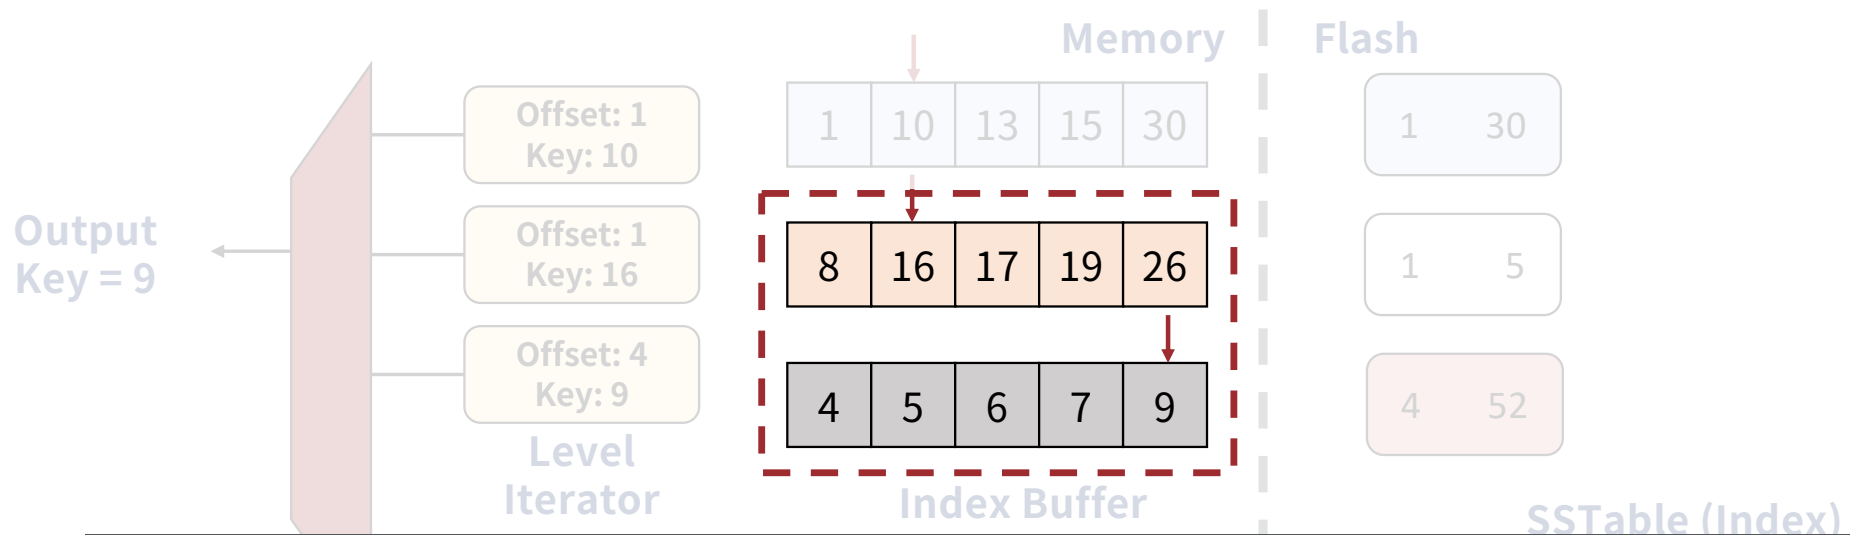 Memory
Flash
Offset: 1
Key: 10
1 10 13 15 30
1 30
Output
Key = 9
Offset: 1
Key: 16
8 16 17 19 26
1 5
Offset: 4
Key: 9
4 5 6 7 9
4 52
Level
Iterator
Index Buffer
SSTable (Index)